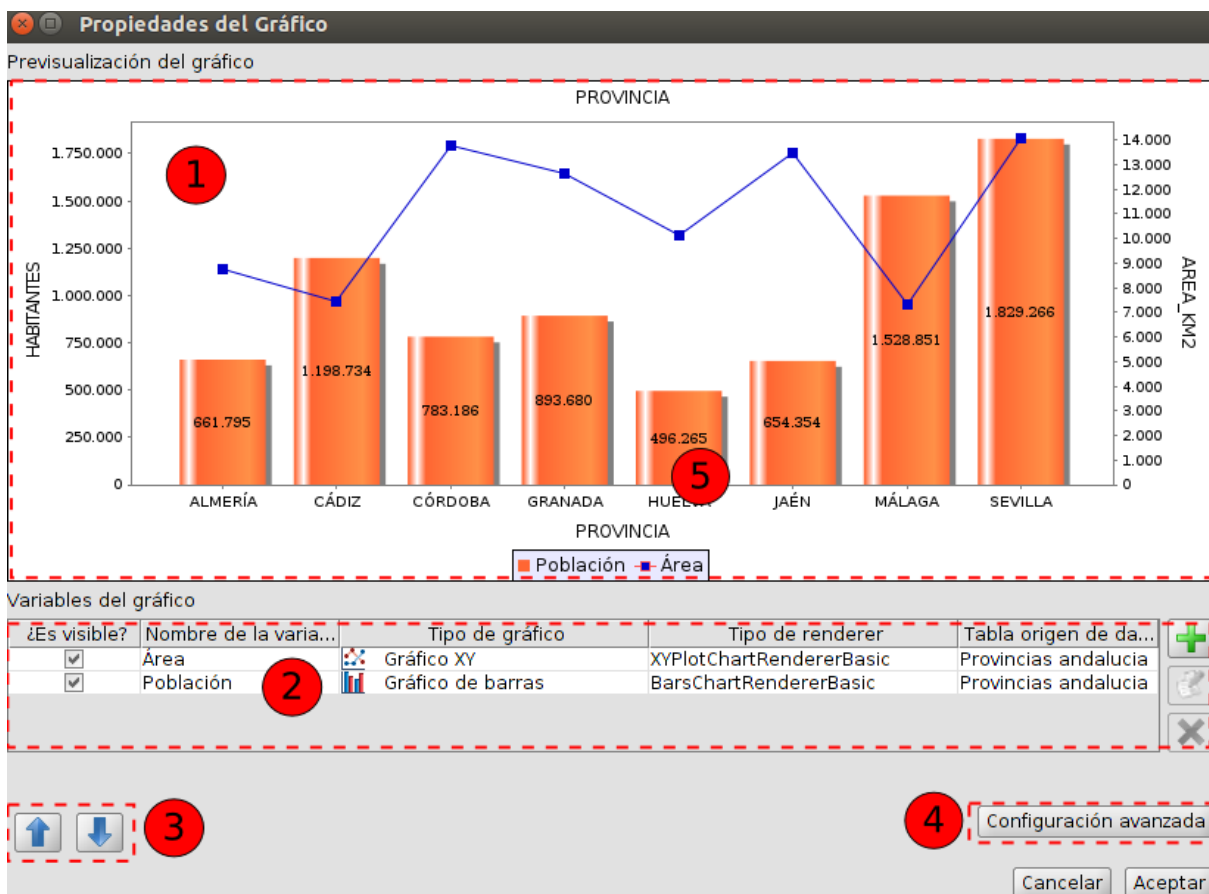 Propiedades del Gráfico
Previsualización del gráfico
PROVINCIA
1
HABITANTES
1.750.000
1.500.000
1.250.000
1.000.000
750.000
500.000
250.000
0
14.000
13.000
12.000
11.000
10.000
9.000
8.000
7.000
6.000
5.000
4.000
3.000
2.000
1.000
0
AREA_KM2
661.795
1.198.734
783.186
893.680
496.265
654.354
1.528.851
1.829.266
5
ALMERÍA CÁDIZ CÓRDOBA GRANADA HUELVA JAÉN MÁLAGA SEVILLA
PROVINCIA
Población Área
Variables del gráfico
¿Es visible? Nombre de la varia... Tipo de gráfico Tipo de renderer Tabla origen de da...
Área Gráfico XY XYPlotChartRendererBasic Provincias andalucia
Población Gráfico de barras BarsChartRendererBasic Provincias andalucia
2
3
4
Configuración avanzada
Cancelar Aceptar